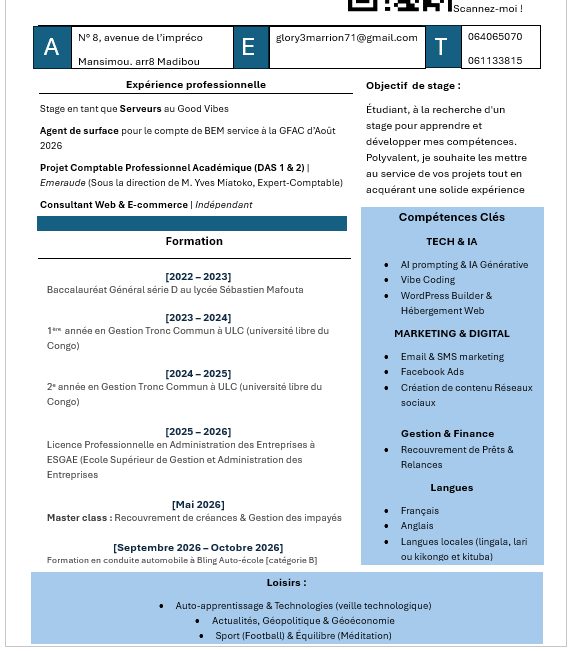 Scannez-moi !
A
N° 8, avenue de l’impréco
Mansimou. arr8 Madibou
E
glory3marrion71@gmail.com
T
064065070
061133815
Expérience professionnelle
Stage en tant que Serveurs au Good Vibes
Agent de surface pour le compte de BEM service à la GFAC d’Août
2026
Projet Comptable Professionnel Académique (DAS 1 & 2) |
Emeraude (Sous la direction de M. Yves Miatoko, Expert-Comptable)
Consultant Web & E-commerce | Indépendant
Formation
[2022 – 2023]
Baccalauréat Général série D au lycée Sébastien Mafouta
[2023 – 2024]
1ère année en Gestion Tronc Commun à ULC (université libre du
Congo)
[2024 – 2025]
2e année en Gestion Tronc Commun à ULC (université libre du
Congo)
[2025 – 2026]
Licence Professionnelle en Administration des Entreprises à
ESGAE (Ecole Supérieur de Gestion et Administration des
Entreprises
[Mai 2026]
Master class : Recouvrement de créances & Gestion des impayés
[Septembre 2026 – Octobre 2026]
Formation en conduite automobile à Bling Auto-école [catégorie B]
Objectif de stage :
Étudiant, à la recherche d'un
stage pour apprendre et
développer mes compétences.
Polyvalent, je souhaite les mettre
au service de vos projets tout en
acquérant une solide expérience
Compétences Clés
TECH & IA
• AI prompting & IA Générative
• Vibe Coding
• WordPress Builder &
Hébergement Web
MARKETING & DIGITAL
• Email & SMS marketing
• Facebook Ads
• Création de contenu Réseaux
sociaux
Gestion & Finance
• Recouvrement de Prêts &
Relances
Langues
• Français
• Anglais
• Langues locales (lingala, lari
ou kikongo et kituba)
Loisirs :
• Auto-apprentissage & Technologies (veille technologique)
• Actualités, Géopolitique & Géoéconomie
• Sport (Football) & Équilibre (Méditation)